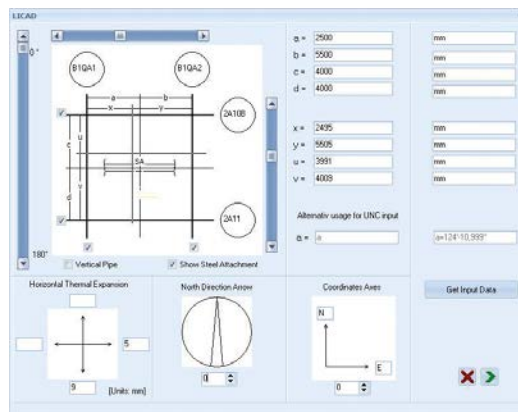 LICAD
0 °
B1QA1
B1QA2
a
b
x
y
2A10B
c
u
SA
v
d
2A11
180°
Vertical Pipe
Show Steel Attachment
a = 2500 mm
b = 5500 mm
c = 4000 mm
d = 4000 mm
x = 2495 mm
y = 5505 mm
u = 3991 mm
v = 4009 mm
Alternativ usage for UNC input
a = a a=124'-10,999"
Horizontal Thermal Expansion
5
9
[Units: mm]
North Direction Arrow
0
Coordinates Axes
N
E
0
Get Input Data